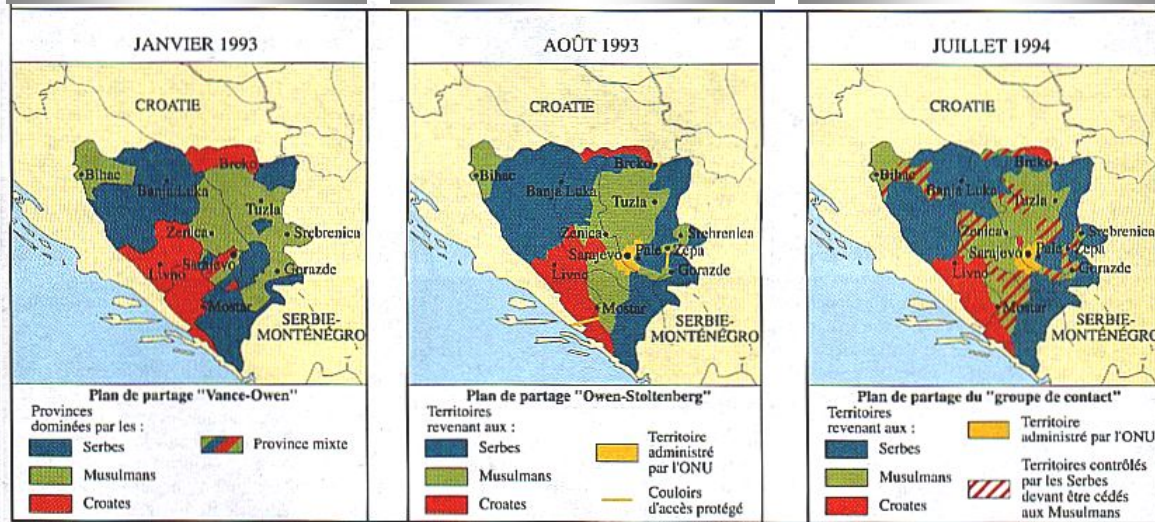 JANVIER 1993
CROATIE
Brcko
Bihac
Banja Luka
Tuzla
Zenica
Srebrenica
Sarajevo
Livno
Gorazde
Mostar
SERBIE-
MONTÉNÉGRO
Plan de partage "Vance-Owen"
Provinces
dominées par les :
Serbes
Musulmans
Croates
Province mixte
AOÛT 1993
CROATIE
Brcko
Bihac
Banja Luka
Tuzla
Zenica
Srebrenica
Sarajevo
Pale
Zepa
Livno
Gorazde
Mostar
SERBIE-
MONTÉNÉGRO
Plan de partage "Owen-Stoltenberg"
Territoires
revenant aux :
Serbes
Musulmans
Croates
Territoire
administré
par l'ONU
Couloirs
d'accès protégé
JUILLET 1994
CROATIE
Brcko
Bihac
Banja Luka
Tuzla
Zenica
Srebrenica
Sarajevo
Pale
Zepa
Livno
Gorazde
Mostar
SERBIE-
MONTÉNÉGRO
Plan de partage du "groupe de contact"
Territoires
revenant aux :
Serbes
Musulmans
Croates
Territoire
administré par l'ONU
Territoires contrôlés
par les Serbes
devant être cédés
aux Musulmans